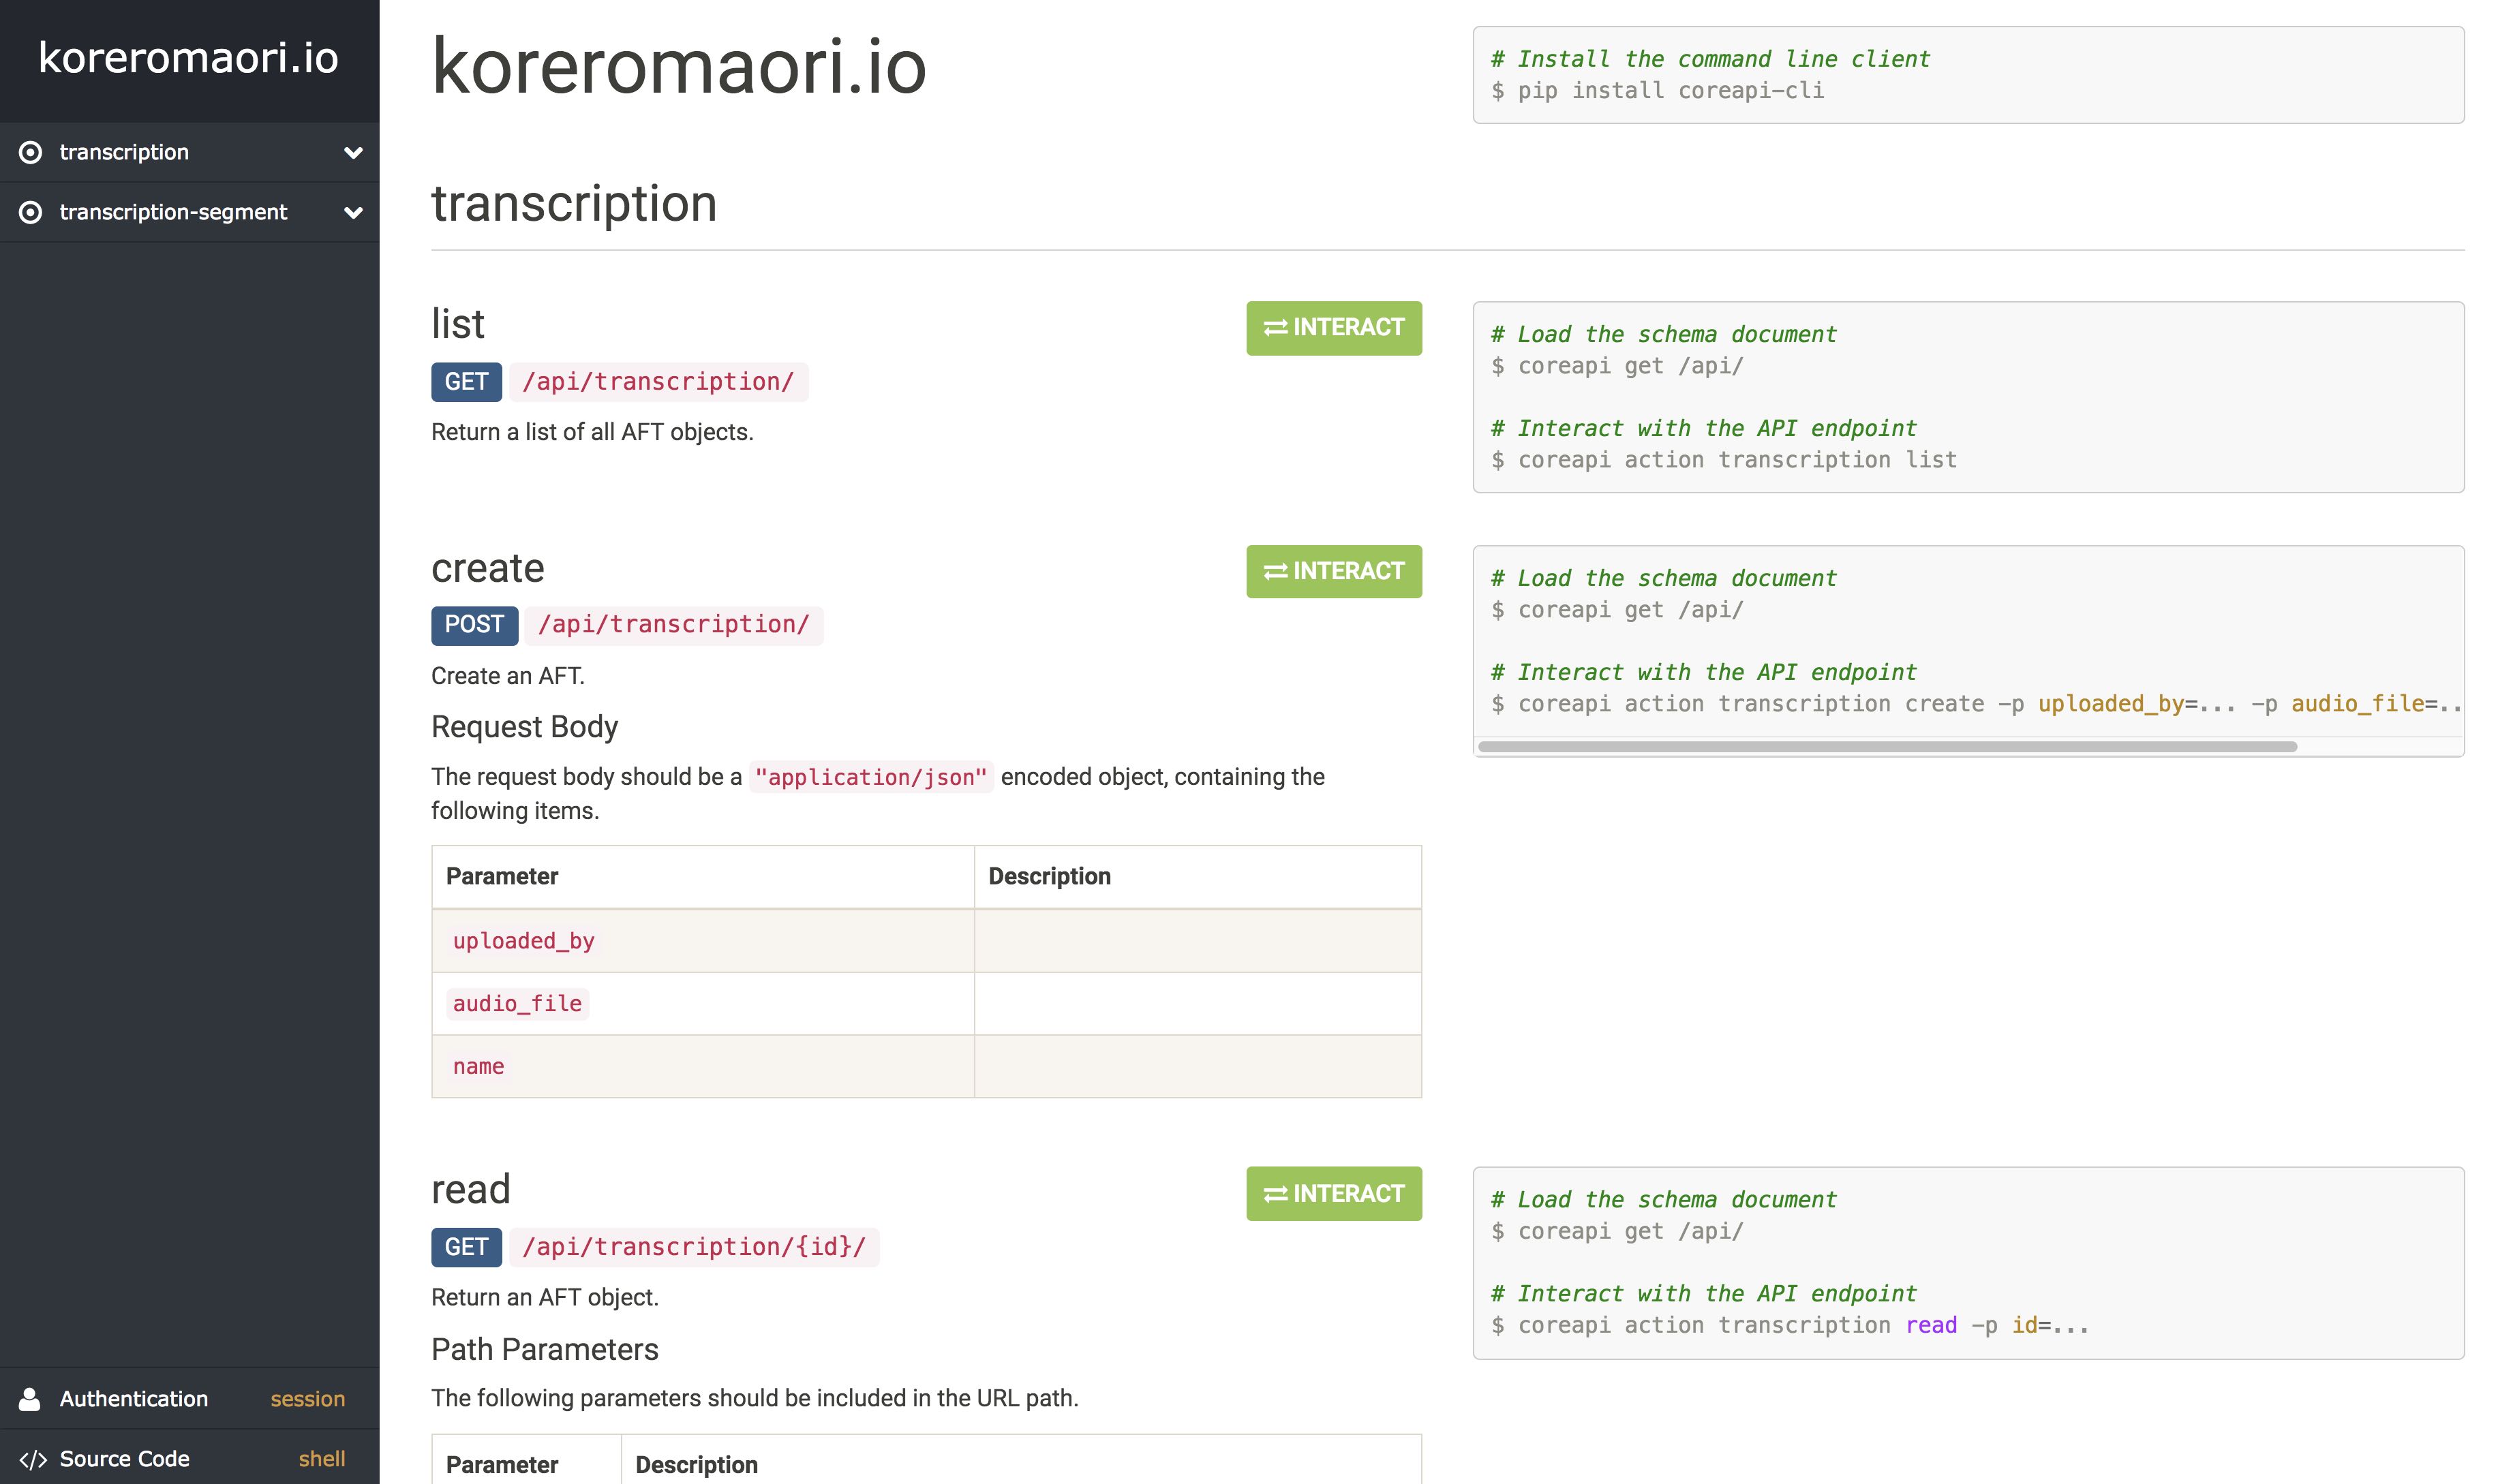 koreromaori.io
transcription
transcription-segment
Authentication session
Source Code shell
koreromaori.io
# Install the command line client
$ pip install coreapi-cli
transcription
list
INTERACT
GET /api/transcription/
Return a list of all AFT objects.
# Load the schema document
$ coreapi get /api/
# Interact with the API endpoint
$ coreapi action transcription list
create
INTERACT
POST /api/transcription/
Create an AFT.
Request Body
The request body should be a "application/json" encoded object, containing the
following items.
Parameter Description
uploaded_by
audio_file
name
# Load the schema document
$ coreapi get /api/
# Interact with the API endpoint
$ coreapi action transcription create -p uploaded_by=... -p audio_file=..
read
INTERACT
GET /api/transcription/{id}/
Return an AFT object.
Path Parameters
The following parameters should be included in the URL path.
Parameter Description
# Load the schema document
$ coreapi get /api/
# Interact with the API endpoint
$ coreapi action transcription read -p id=...